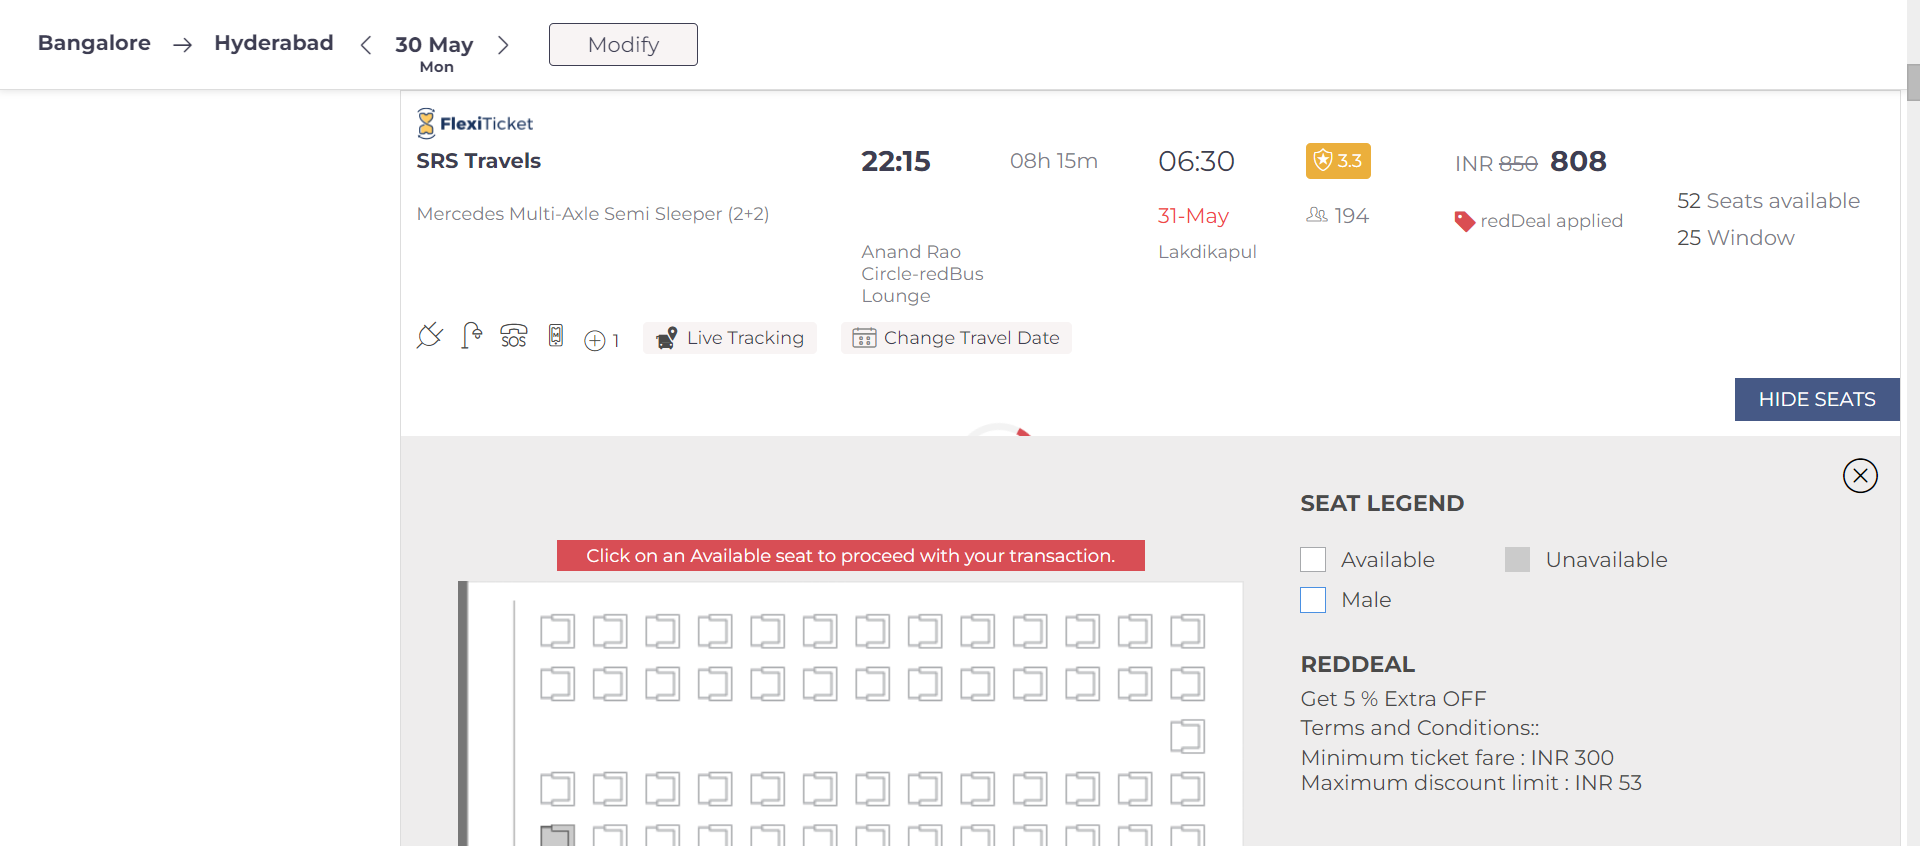 Bangalore → Hyderabad < 30 May > Modify
Mon
FlexiTicket
SRS Travels 22:15 08h 15m 06:30 3.3 INR 850 808
52 Seats available
Mercedes Multi-Axle Semi Sleeper (2+2) 31-May 194 redDeal applied
25 Window
Anand Rao Lakdikapul
Circle-redBus
Lounge
SOS M 1 Live Tracking Change Travel Date
HIDE SEATS
SEAT LEGEND
Click on an Available seat to proceed with your transaction.
Available Unavailable
Male
REDDEAL
Get 5 % Extra OFF
Terms and Conditions::
Minimum ticket fare : INR 300
Maximum discount limit : INR 53